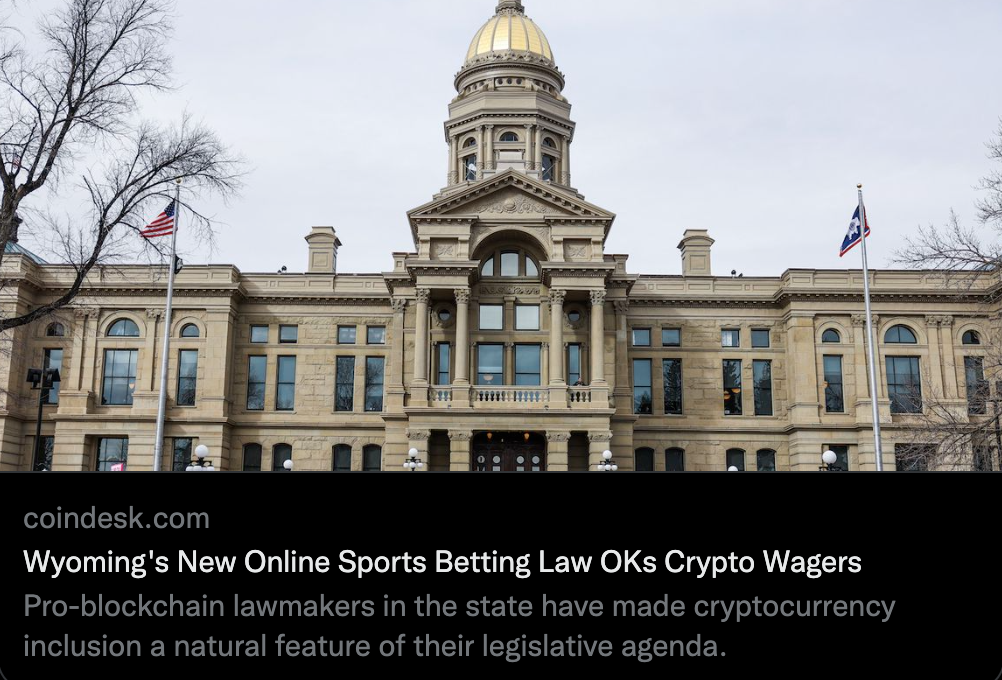 coindesk.com
Wyoming's New Online Sports Betting Law OKs Crypto Wagers
Pro-blockchain lawmakers in the state have made cryptocurrency
inclusion a natural feature of their legislative agenda.